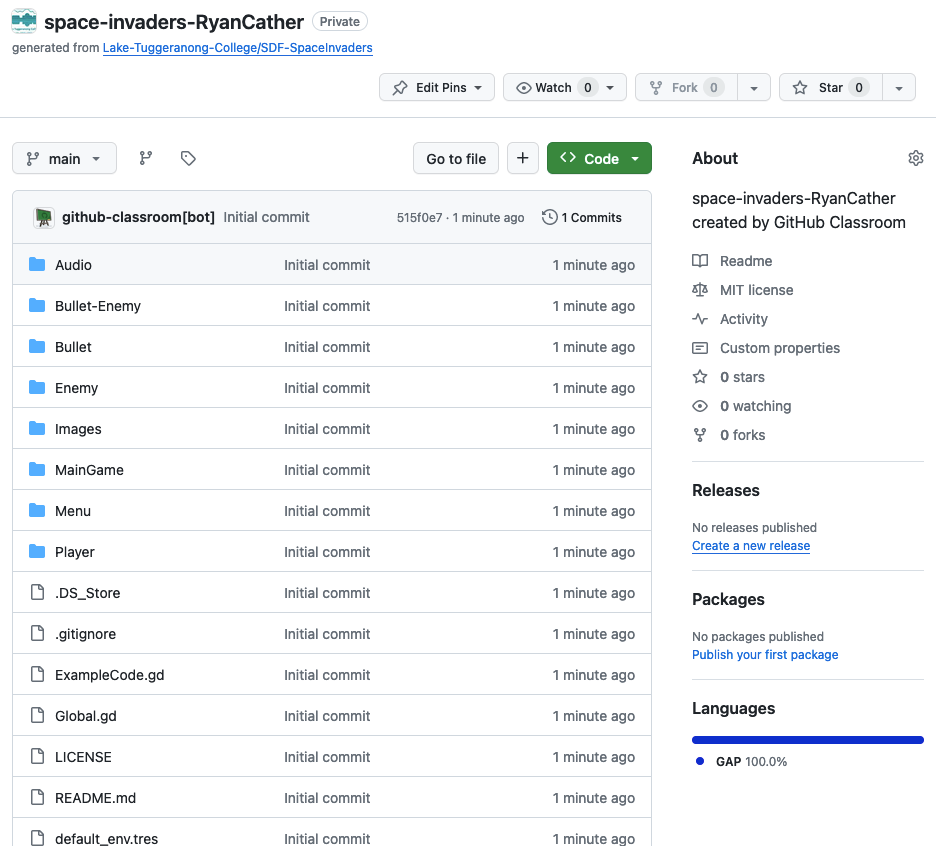 space-invaders-RyanCather Private
generated from Lake-Tuggeranong-College/SDF-SpaceInvaders
Edit Pins Watch 0 Fork 0 Star 0
main Go to file + <> Code
github-classroom[bot] Initial commit 515f0e7 · 1 minute ago 1 Commits
Audio Initial commit 1 minute ago
Bullet-Enemy Initial commit 1 minute ago
Bullet Initial commit 1 minute ago
Enemy Initial commit 1 minute ago
Images Initial commit 1 minute ago
MainGame Initial commit 1 minute ago
Menu Initial commit 1 minute ago
Player Initial commit 1 minute ago
.DS_Store Initial commit 1 minute ago
.gitignore Initial commit 1 minute ago
ExampleCode.gd Initial commit 1 minute ago
Global.gd Initial commit 1 minute ago
LICENSE Initial commit 1 minute ago
README.md Initial commit 1 minute ago
default_env.tres Initial commit 1 minute ago
About
space-invaders-RyanCather
created by GitHub Classroom
Readme
MIT license
Activity
Custom properties
0 stars
0 watching
0 forks
Releases
No releases published
Create a new release
Packages
No packages published
Publish your first package
Languages
GAP 100.0%